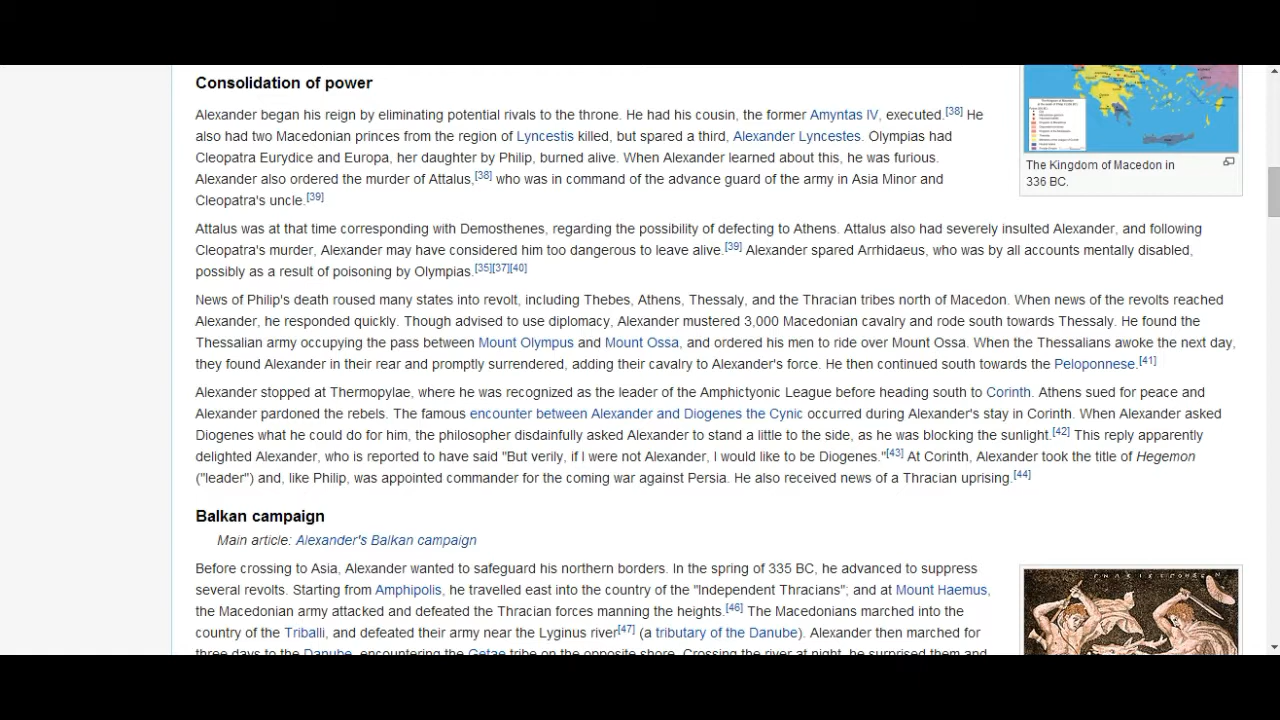 Consolidation of power
Alexander began his reign by eliminating potential rivals to the throne. He had his cousin, the former Amyntas IV, executed.[38] He
also had two Macedonian princes from the region of Lyncestis killed, but spared a third, Alexander Lyncestes. Olympias had
Cleopatra Eurydice and Europa, her daughter by Philip, burned alive. When Alexander learned about this, he was furious.
Alexander also ordered the murder of Attalus,[38] who was in command of the advance guard of the army in Asia Minor and
Cleopatra's uncle.[39]
The Kingdom of Macedon in
336 BC.
Attalus was at that time corresponding with Demosthenes, regarding the possibility of defecting to Athens. Attalus also had severely insulted Alexander, and following
Cleopatra's murder, Alexander may have considered him too dangerous to leave alive.[39] Alexander spared Arrhidaeus, who was by all accounts mentally disabled,
possibly as a result of poisoning by Olympias.[35][37][40]
News of Philip's death roused many states into revolt, including Thebes, Athens, Thessaly, and the Thracian tribes north of Macedon. When news of the revolts reached
Alexander, he responded quickly. Though advised to use diplomacy, Alexander mustered 3,000 Macedonian cavalry and rode south towards Thessaly. He found the
Thessalian army occupying the pass between Mount Olympus and Mount Ossa, and ordered his men to ride over Mount Ossa. When the Thessalians awoke the next day,
they found Alexander in their rear and promptly surrendered, adding their cavalry to Alexander's force. He then continued south towards the Peloponnese.[41]
Alexander stopped at Thermopylae, where he was recognized as the leader of the Amphictyonic League before heading south to Corinth. Athens sued for peace and
Alexander pardoned the rebels. The famous encounter between Alexander and Diogenes the Cynic occurred during Alexander's stay in Corinth. When Alexander asked
Diogenes what he could do for him, the philosopher disdainfully asked Alexander to stand a little to the side, as he was blocking the sunlight.[42] This reply apparently
delighted Alexander, who is reported to have said "But verily, if I were not Alexander, I would like to be Diogenes."[43] At Corinth, Alexander took the title of Hegemon
("leader") and, like Philip, was appointed commander for the coming war against Persia. He also received news of a Thracian uprising.[44]
Balkan campaign
Main article: Alexander's Balkan campaign
Before crossing to Asia, Alexander wanted to safeguard his northern borders. In the spring of 335 BC, he advanced to suppress
several revolts. Starting from Amphipolis, he travelled east into the country of the "Independent Thracians"; and at Mount Haemus,
the Macedonian army attacked and defeated the Thracian forces manning the heights.[46] The Macedonians marched into the
country of the Triballi, and defeated their army near the Lyginus river[47] (a tributary of the Danube). Alexander then marched for
three days to the Danube, encountering the Getae tribe on the opposite shore. Crossing the river at night, he surprised them and